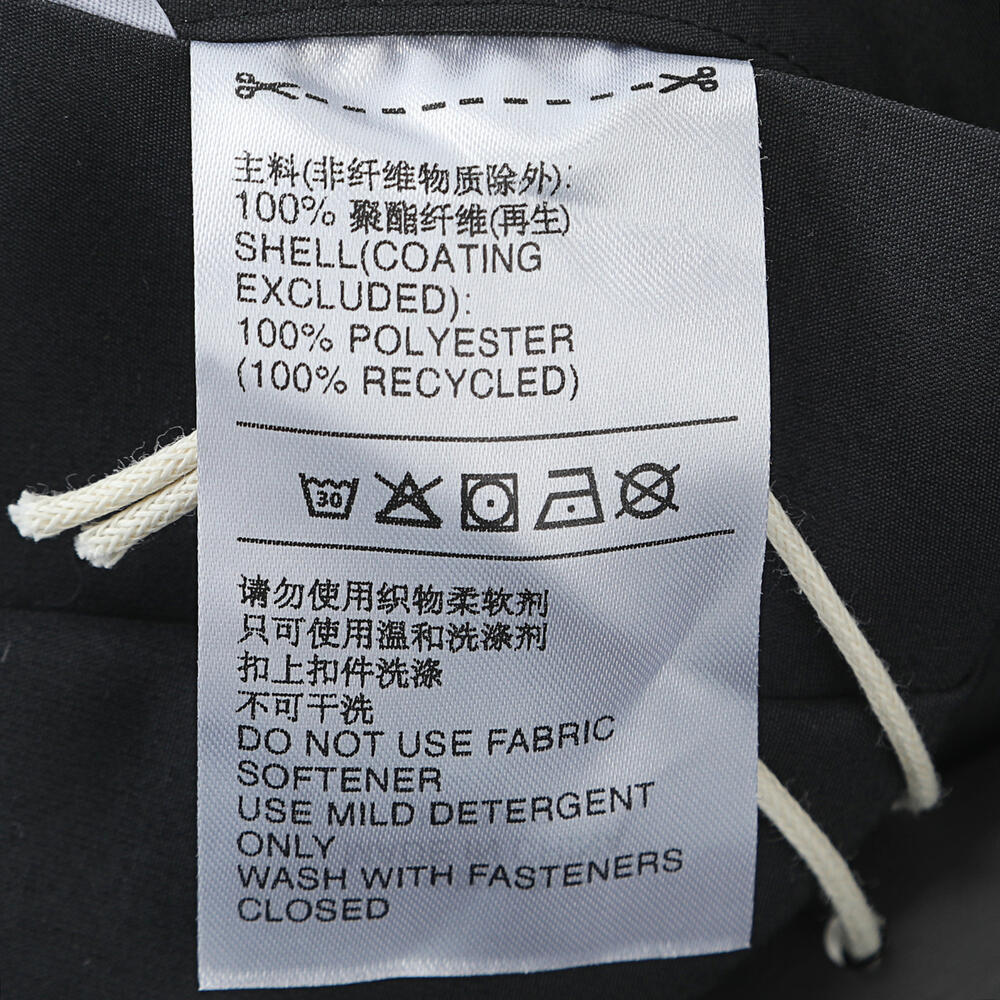 主料(非纤维物质除外):
100% 聚酯纤维(再生)
SHELL(COATING
EXCLUDED):
100% POLYESTER
(100% RECYCLED)
30
请勿使用织物柔软剂
只可使用温和洗涤剂
扣上扣件洗涤
不可干洗
DO NOT USE FABRIC
SOFTENER
USE MILD DETERGENT
ONLY
WASH WITH FASTENERS
CLOSED